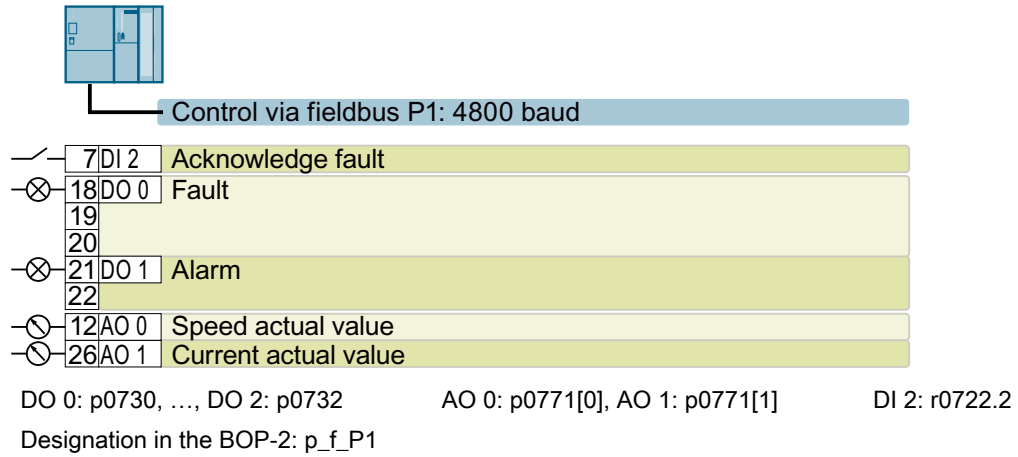 Control via fieldbus P1: 4800 baud
7 DI 2 Acknowledge fault
18 DO 0 Fault
19
20
21 DO 1 Alarm
22
12 AO 0 Speed actual value
26 AO 1 Current actual value
DO 0: p0730, …, DO 2: p0732 AO 0: p0771[0], AO 1: p0771[1] DI 2: r0722.2
Designation in the BOP-2: p_f_P1